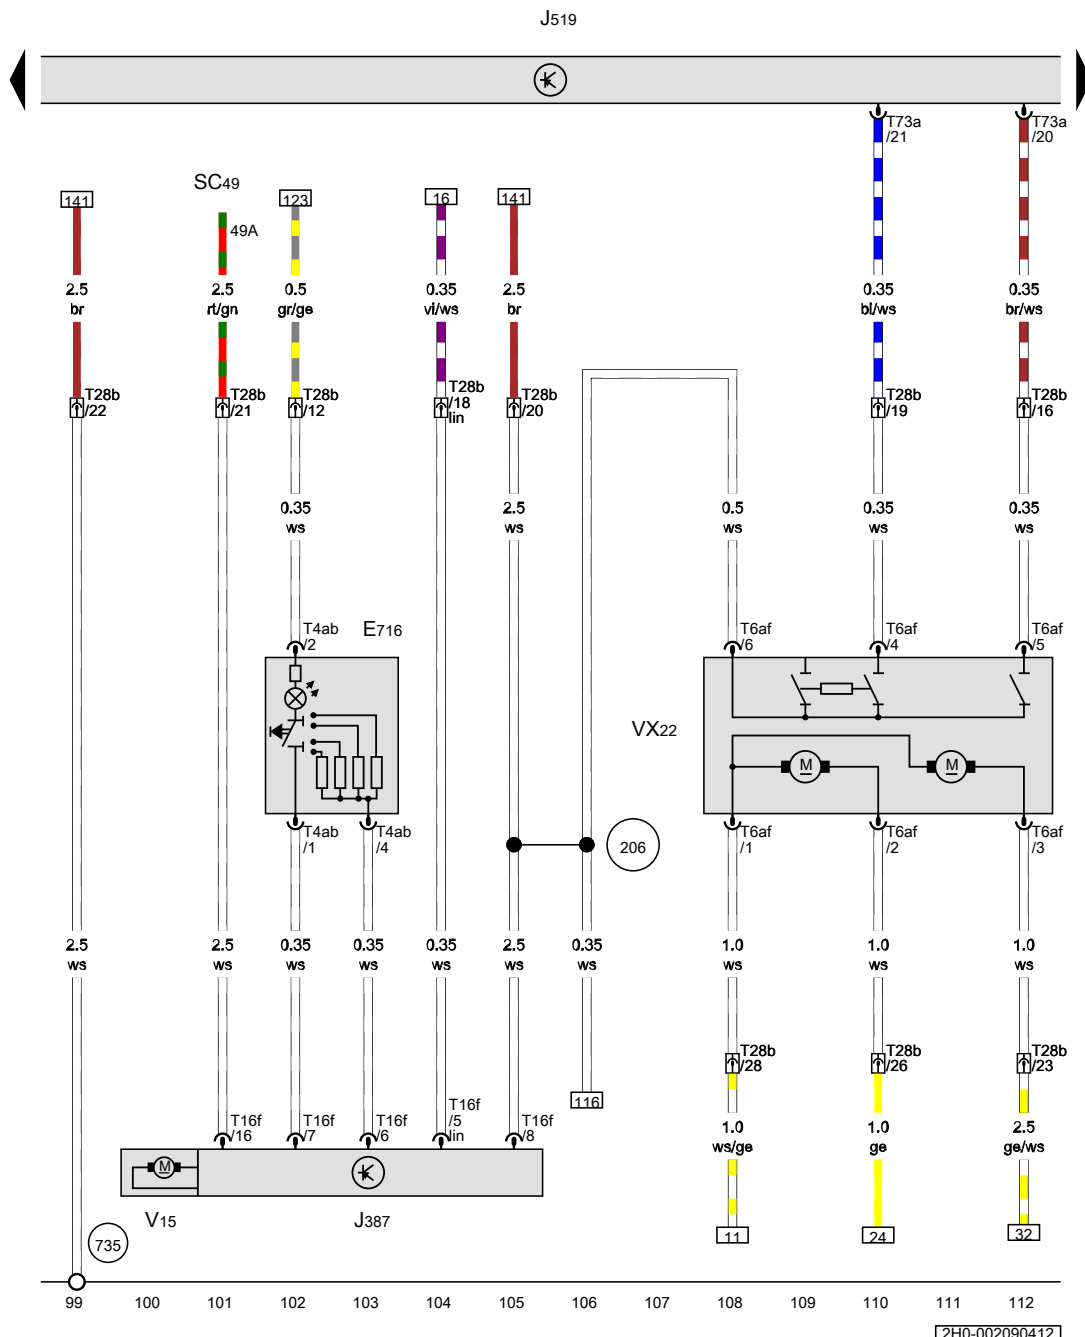 J519
T73a
/21
T73a
/20
SC49
141
49A
123
16
141
2.5
br
2.5
rt/gn
0.5
gr/ge
0.35
vi/ws
2.5
br
0.35
bl/ws
0.35
br/ws
T28b
/22
T28b
/21
T28b
/12
T28b
/18
lin
T28b
/20
T28b
/19
T28b
/16
0.35
ws
2.5
ws
0.5
ws
0.35
ws
0.35
ws
T4ab
/2
E716
T6af
/6
T6af
/4
T6af
/5
VX22
M
M
T4ab
/1
T4ab
/4
206
T6af
/1
T6af
/2
T6af
/3
2.5
ws
2.5
ws
0.35
ws
0.35
ws
0.35
ws
2.5
ws
0.35
ws
1.0
ws
1.0
ws
1.0
ws
T28b
/28
T28b
/26
T28b
/23
116
T16f
/16
T16f
/7
T16f
/6
T16f
/5
lin
T16f
/8
1.0
ws/ge
1.0
ge
2.5
ge/ws
M
V15
J387
735
11
24
32
99 100 101 102 103 104 105 106 107 108 109 110 111 112
2H0-002090412